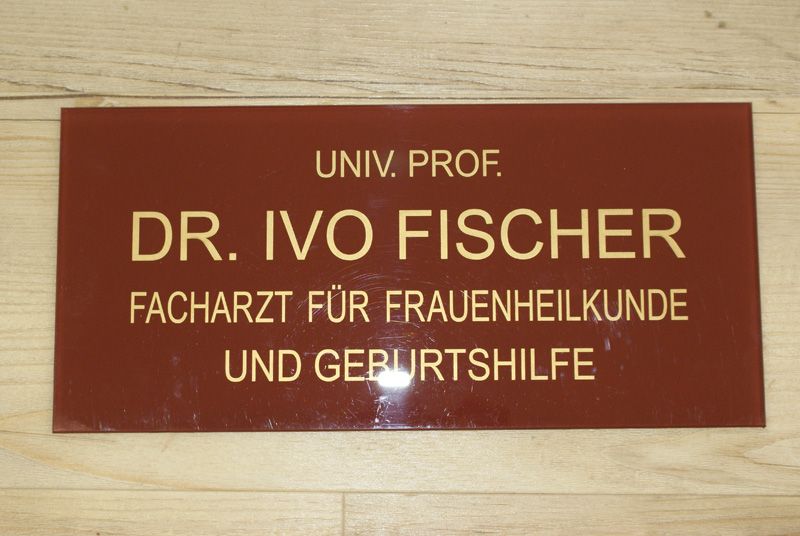 UNIV. PROF.
DR. IVO FISCHER
FACHARZT FÜR FRAUENHEILKUNDE
UND GEBURTSHILFE